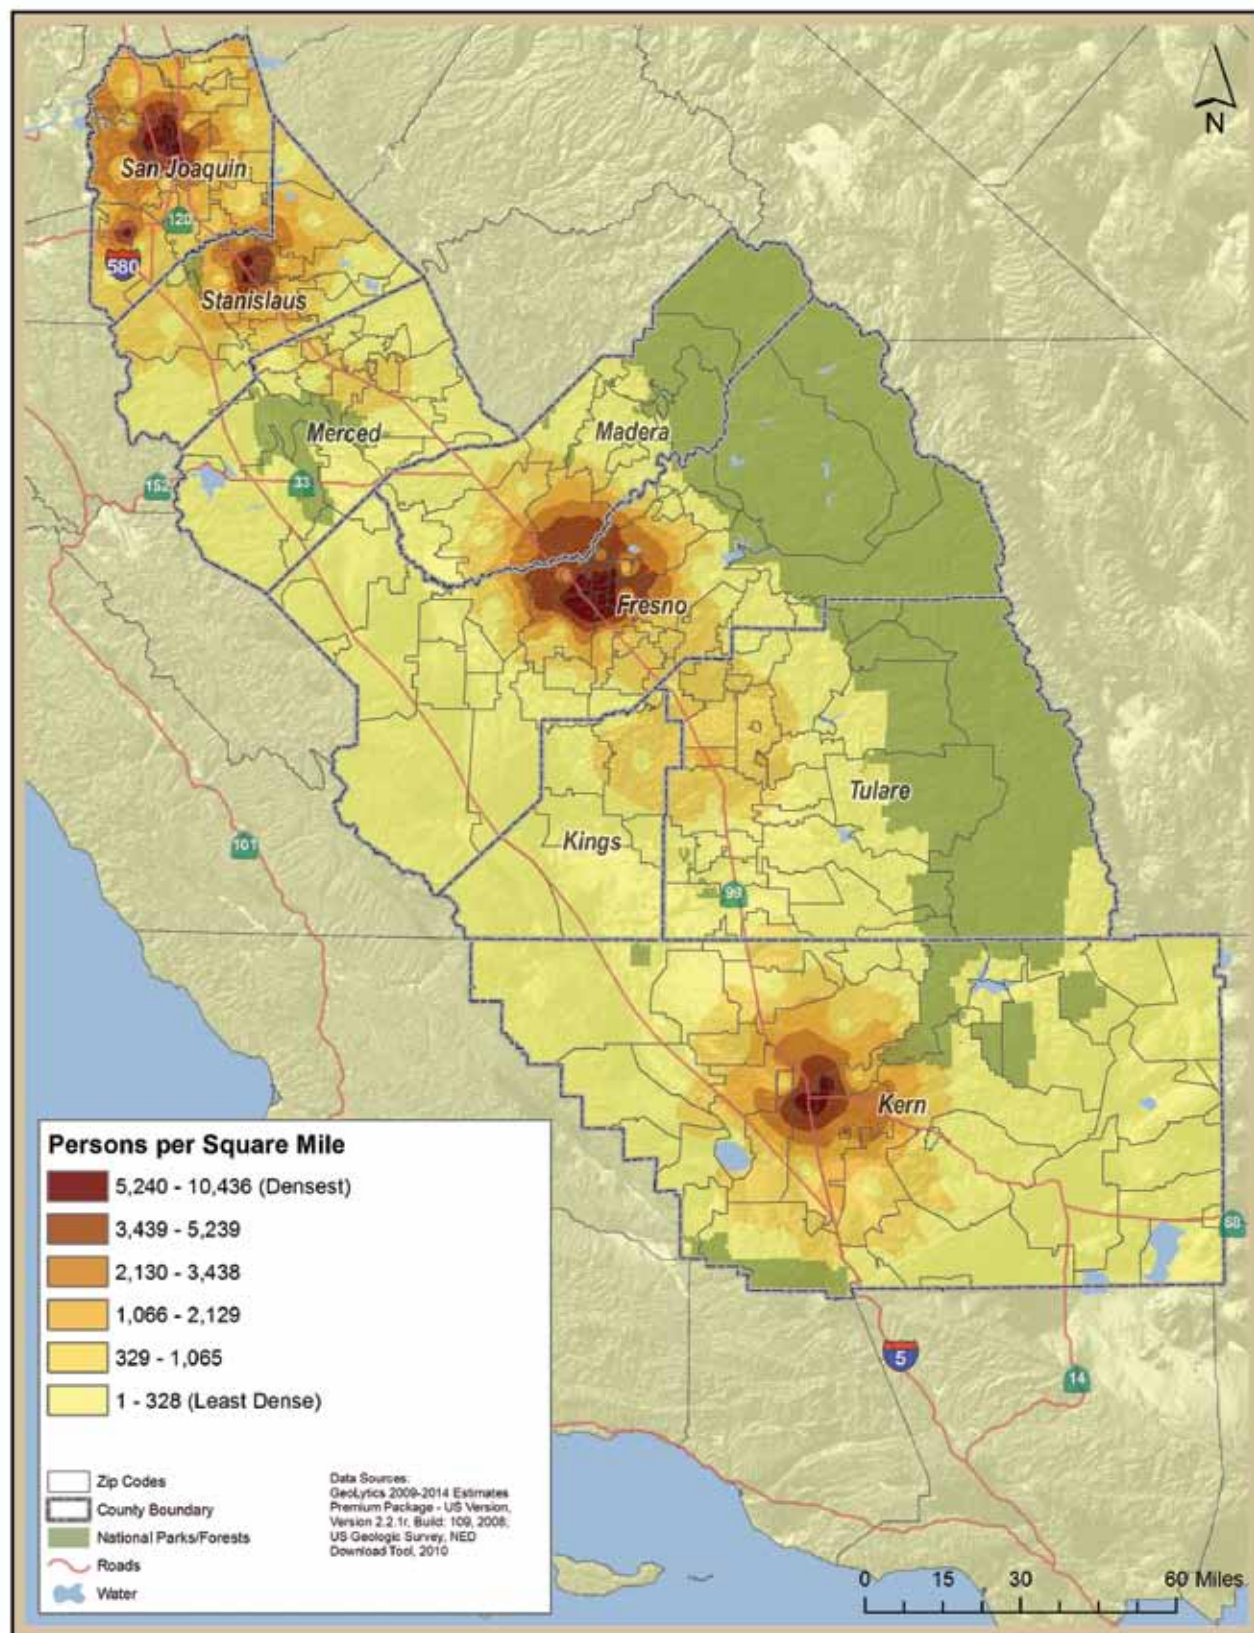 N
San Joaquin
120
580
Stanislaus
Merced
Madera
152
33
Fresno
Tulare
Kings
101
99
Kern
Persons per Square Mile
5,240 - 10,436 (Densest)
3,439 - 5,239
2,130 - 3,438
1,066 - 2,129
329 - 1,065
1 - 328 (Least Dense)
Zip Codes
County Boundary
National Parks/Forests
Roads
Water
Data Sources:
GeoLytics 2009-2014 Estimates
Premium Package - US Version,
Version 2.2.1r, Build: 109, 2008;
US Geologic Survey, NED
Download Tool, 2010
5
14
0 15 30 60 Miles